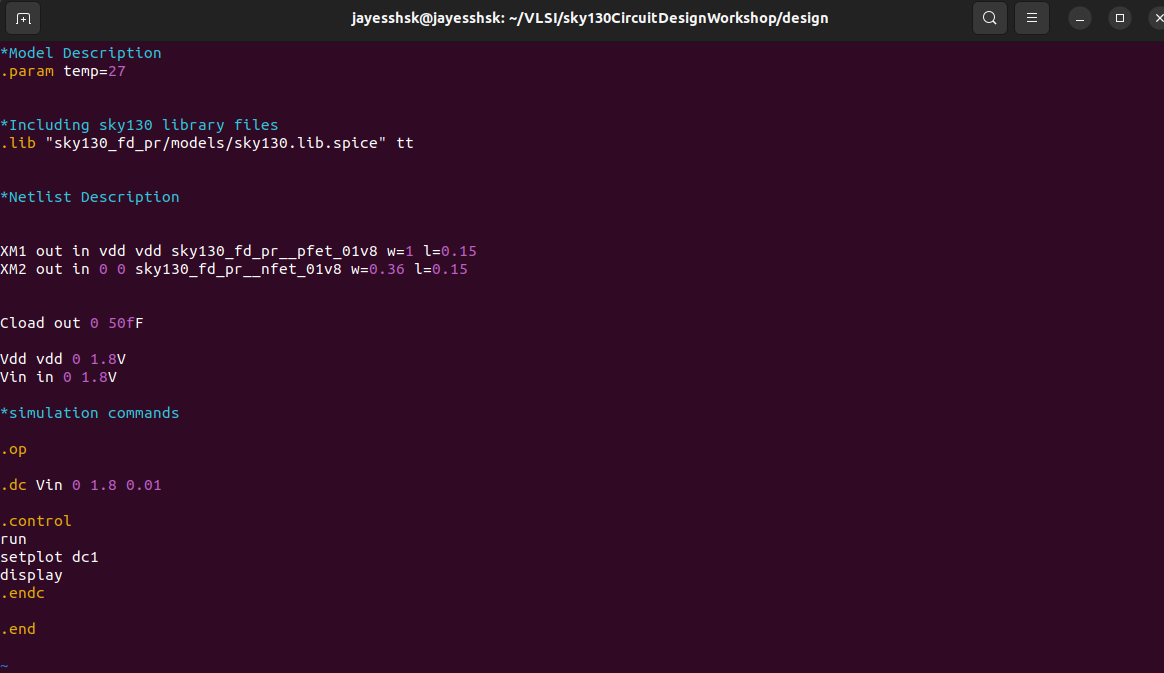 jayesshsk@jayesshsk: ~/VLSI/sky130CircuitDesignWorkshop/design
*Model Description
.param temp=27
*Including sky130 library files
.lib "sky130_fd_pr/models/sky130.lib.spice" tt
*Netlist Description
XM1 out in vdd vdd sky130_fd_pr__pfet_01v8 w=1 l=0.15
XM2 out in 0 0 sky130_fd_pr__nfet_01v8 w=0.36 l=0.15
Cload out 0 50fF
Vdd vdd 0 1.8V
Vin in 0 1.8V
*simulation commands
.op
.dc Vin 0 1.8 0.01
.control
run
setplot dc1
display
.endc
.end
~